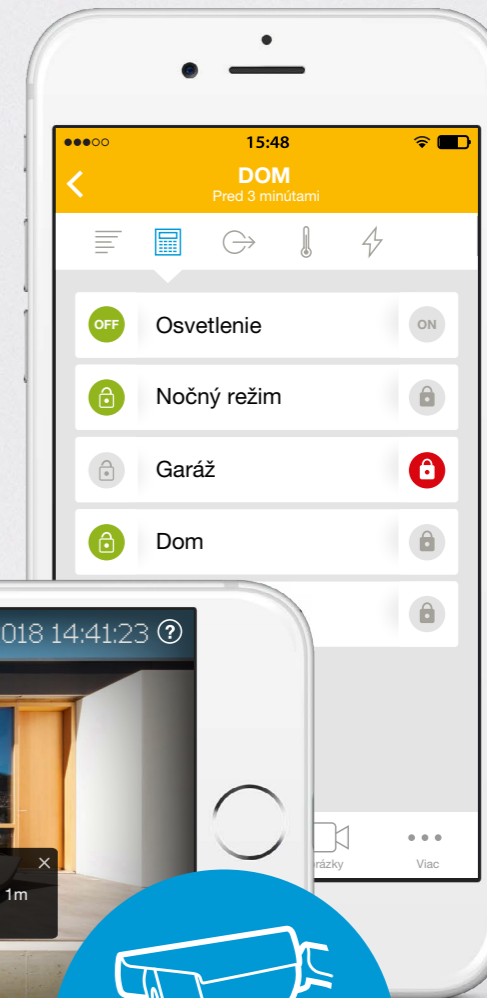 15:48
DOM
Pred 3 minútami
OFF Osvetlenie ON
Nočný režim
Garáž
Dom
018 14:41:23 ?
1m
rázky Viac